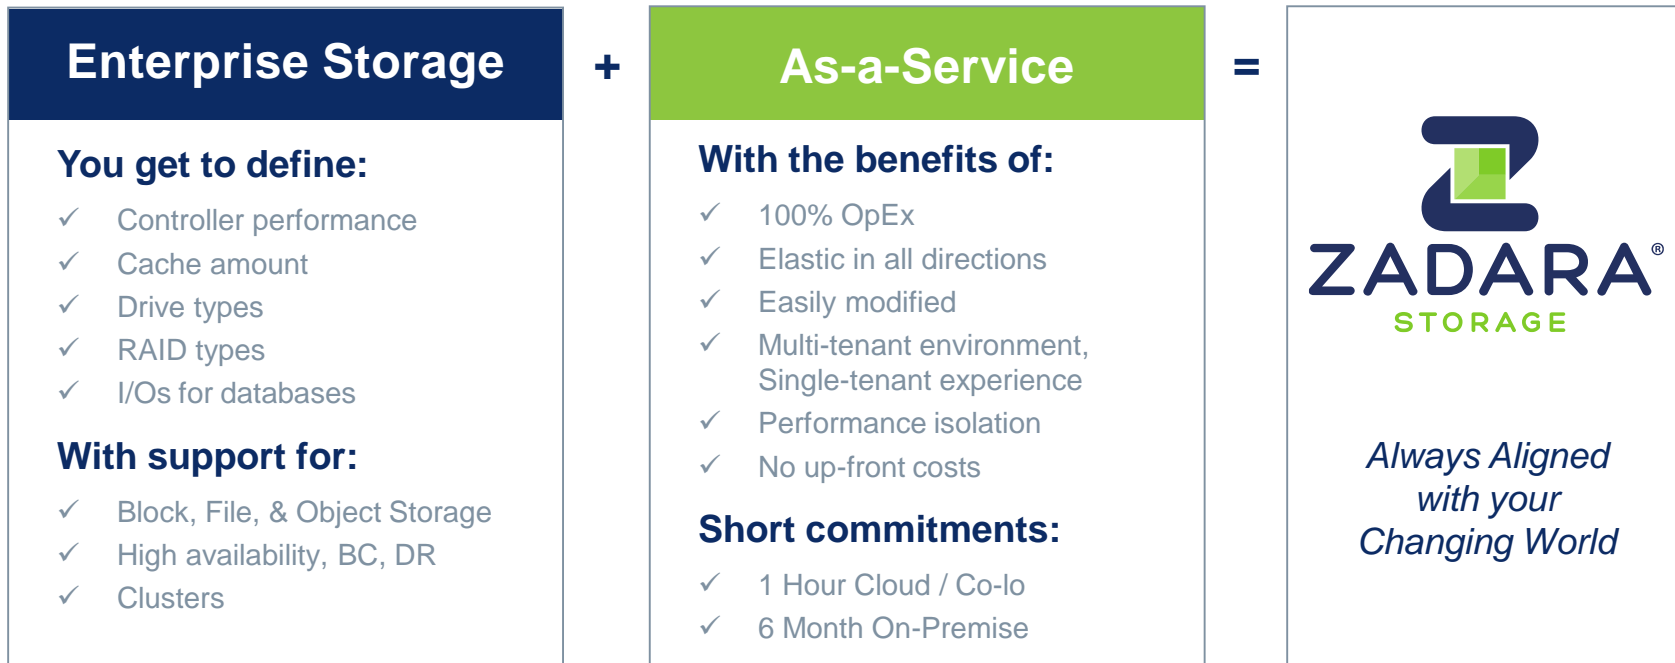 Enterprise Storage
You get to define:
✓ Controller performance
✓ Cache amount
✓ Drive types
✓ RAID types
✓ I/Os for databases
With support for:
✓ Block, File, & Object Storage
✓ High availability, BC, DR
✓ Clusters
+
As-a-Service
With the benefits of:
✓ 100% OpEx
✓ Elastic in all directions
✓ Easily modified
✓ Multi-tenant environment,
Single-tenant experience
✓ Performance isolation
✓ No up-front costs
Short commitments:
✓ 1 Hour Cloud / Co-lo
✓ 6 Month On-Premise
=
ZADARA®
STORAGE
Always Aligned
with your
Changing World